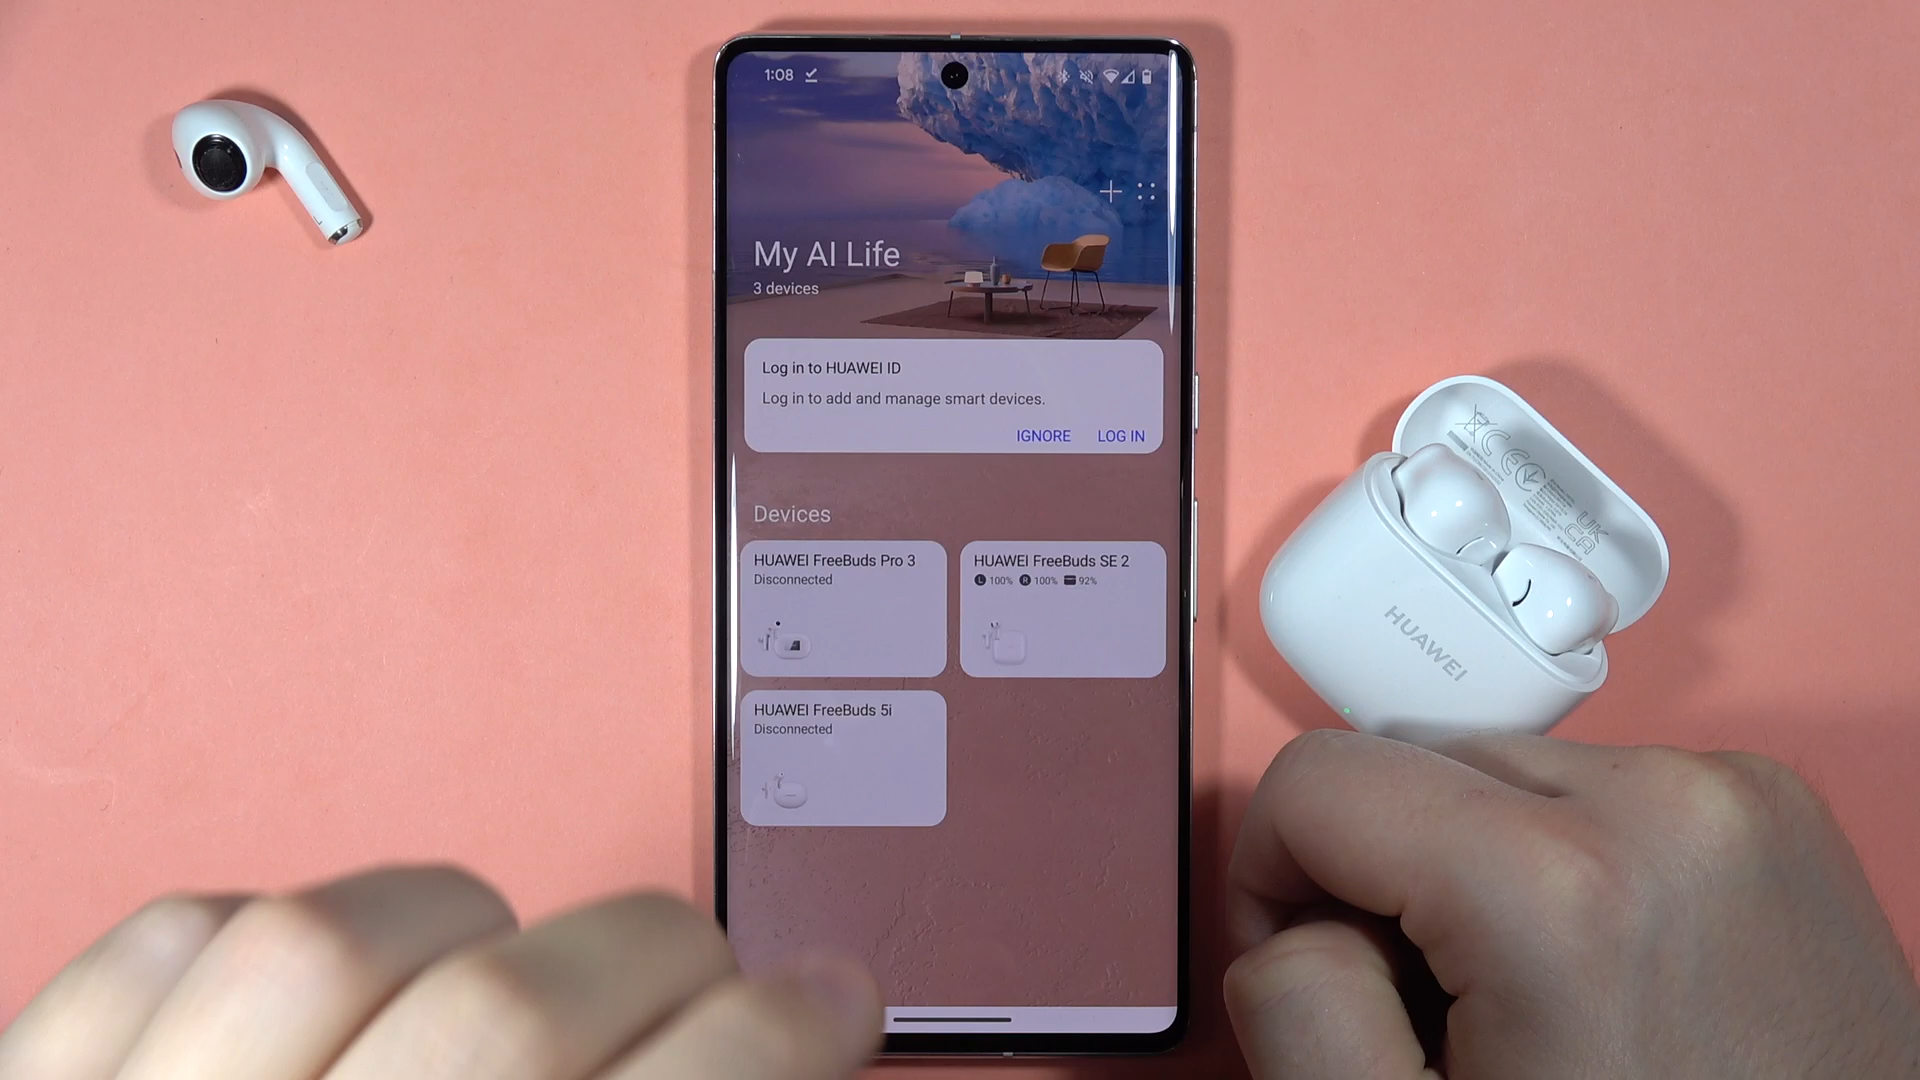 1:08
My AI Life
3 devices
Log in to HUAWEI ID
Log in to add and manage smart devices.
IGNORE LOG IN
Devices
HUAWEI FreeBuds Pro 3
Disconnected
HUAWEI FreeBuds SE 2
L 100% R 100% 92%
HUAWEI FreeBuds 5i
Disconnected
HUAWEI
UK
CA